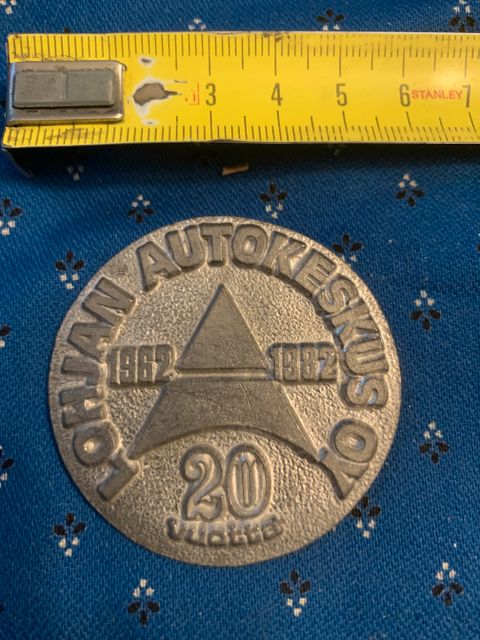 3 4 5 6 STANLEY 7
LOHJAN AUTOKESKUS OY
1962 1982
20
vuotta